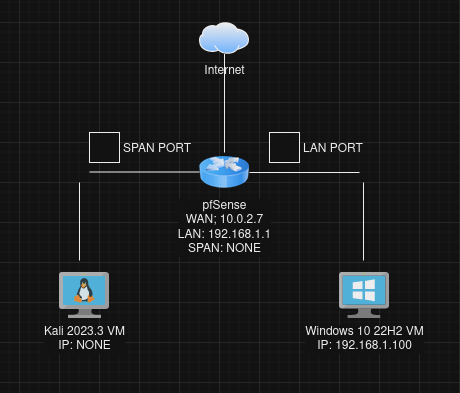 Internet
SPAN PORT
LAN PORT
pfSense
WAN; 10.0.2.7
LAN: 192.168.1.1
SPAN: NONE
Kali 2023.3 VM
IP: NONE
Windows 10 22H2 VM
IP: 192.168.1.100